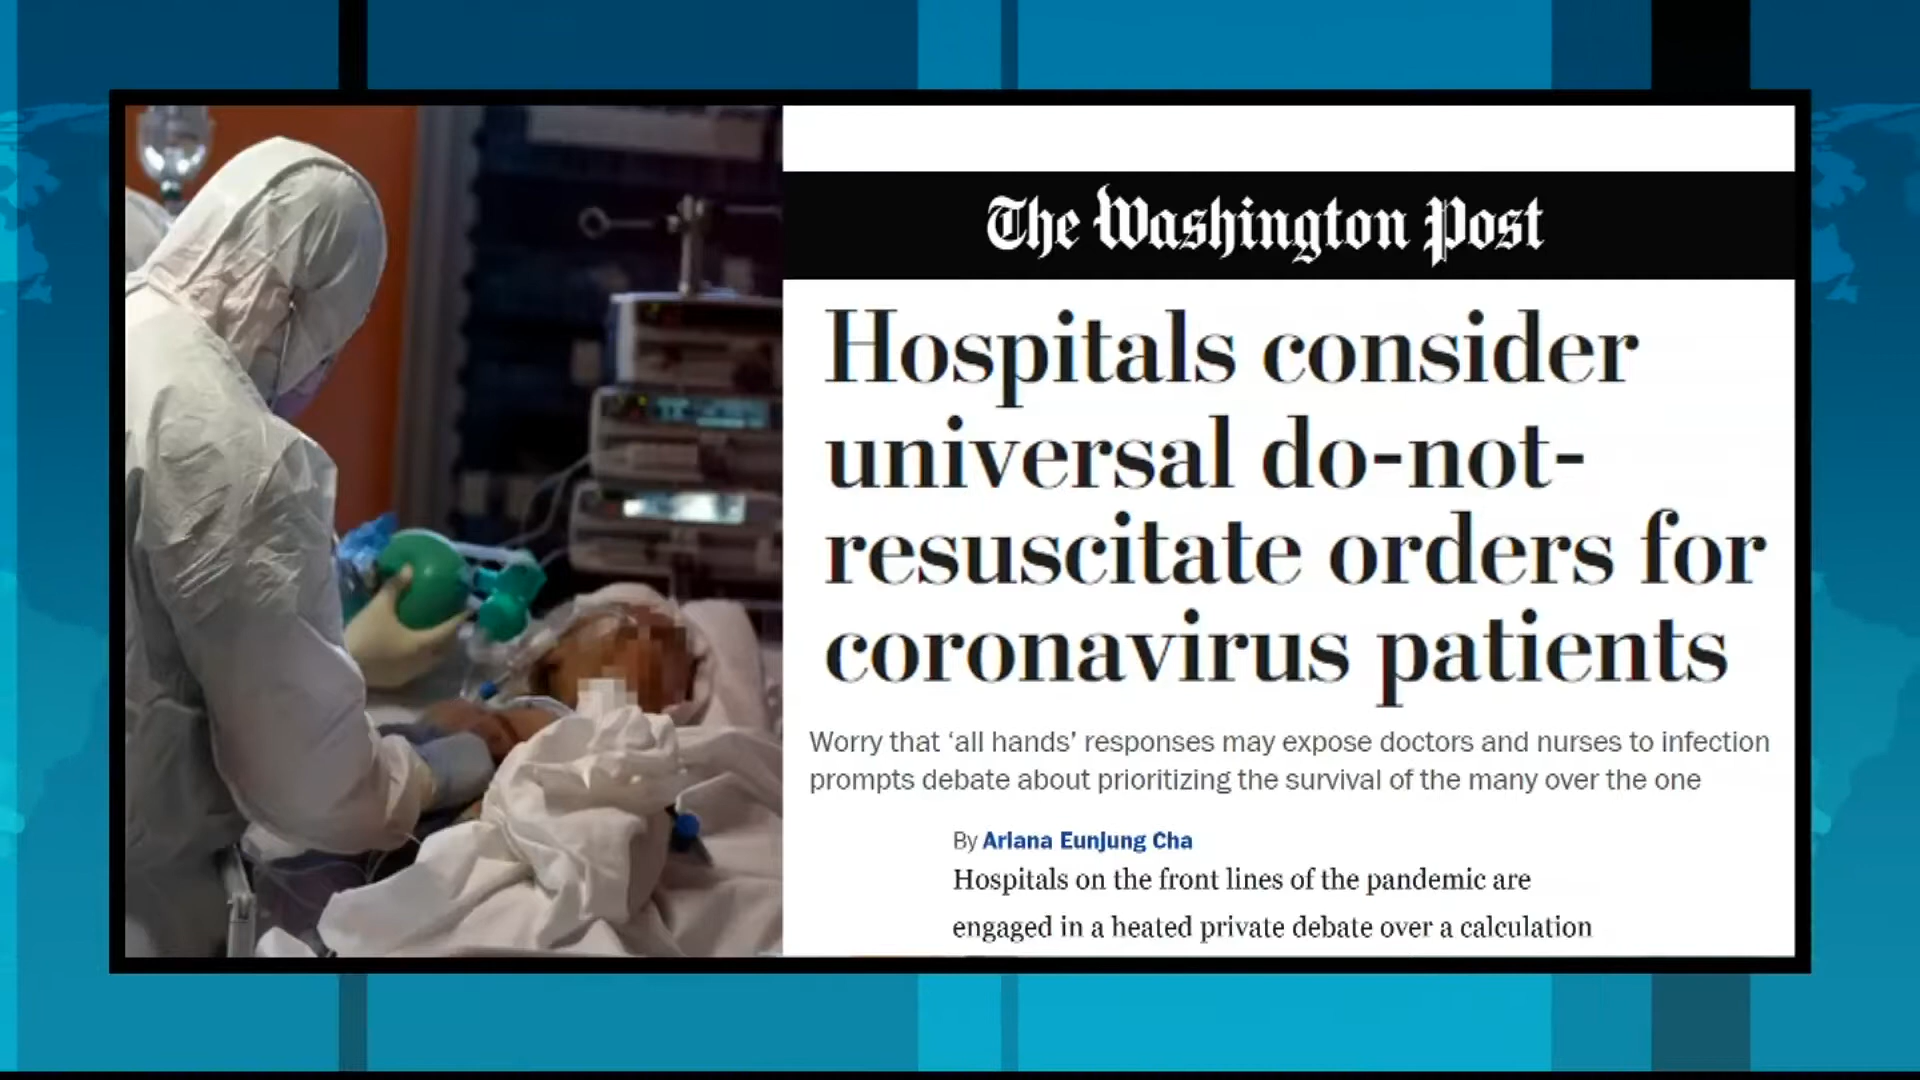 The Washington Post
Hospitals consider
universal do-not-
resuscitate orders for
coronavirus patients
Worry that ‘all hands’ responses may expose doctors and nurses to infection
prompts debate about prioritizing the survival of the many over the one
By Ariana Eunjung Cha
Hospitals on the front lines of the pandemic are
engaged in a heated private debate over a calculation